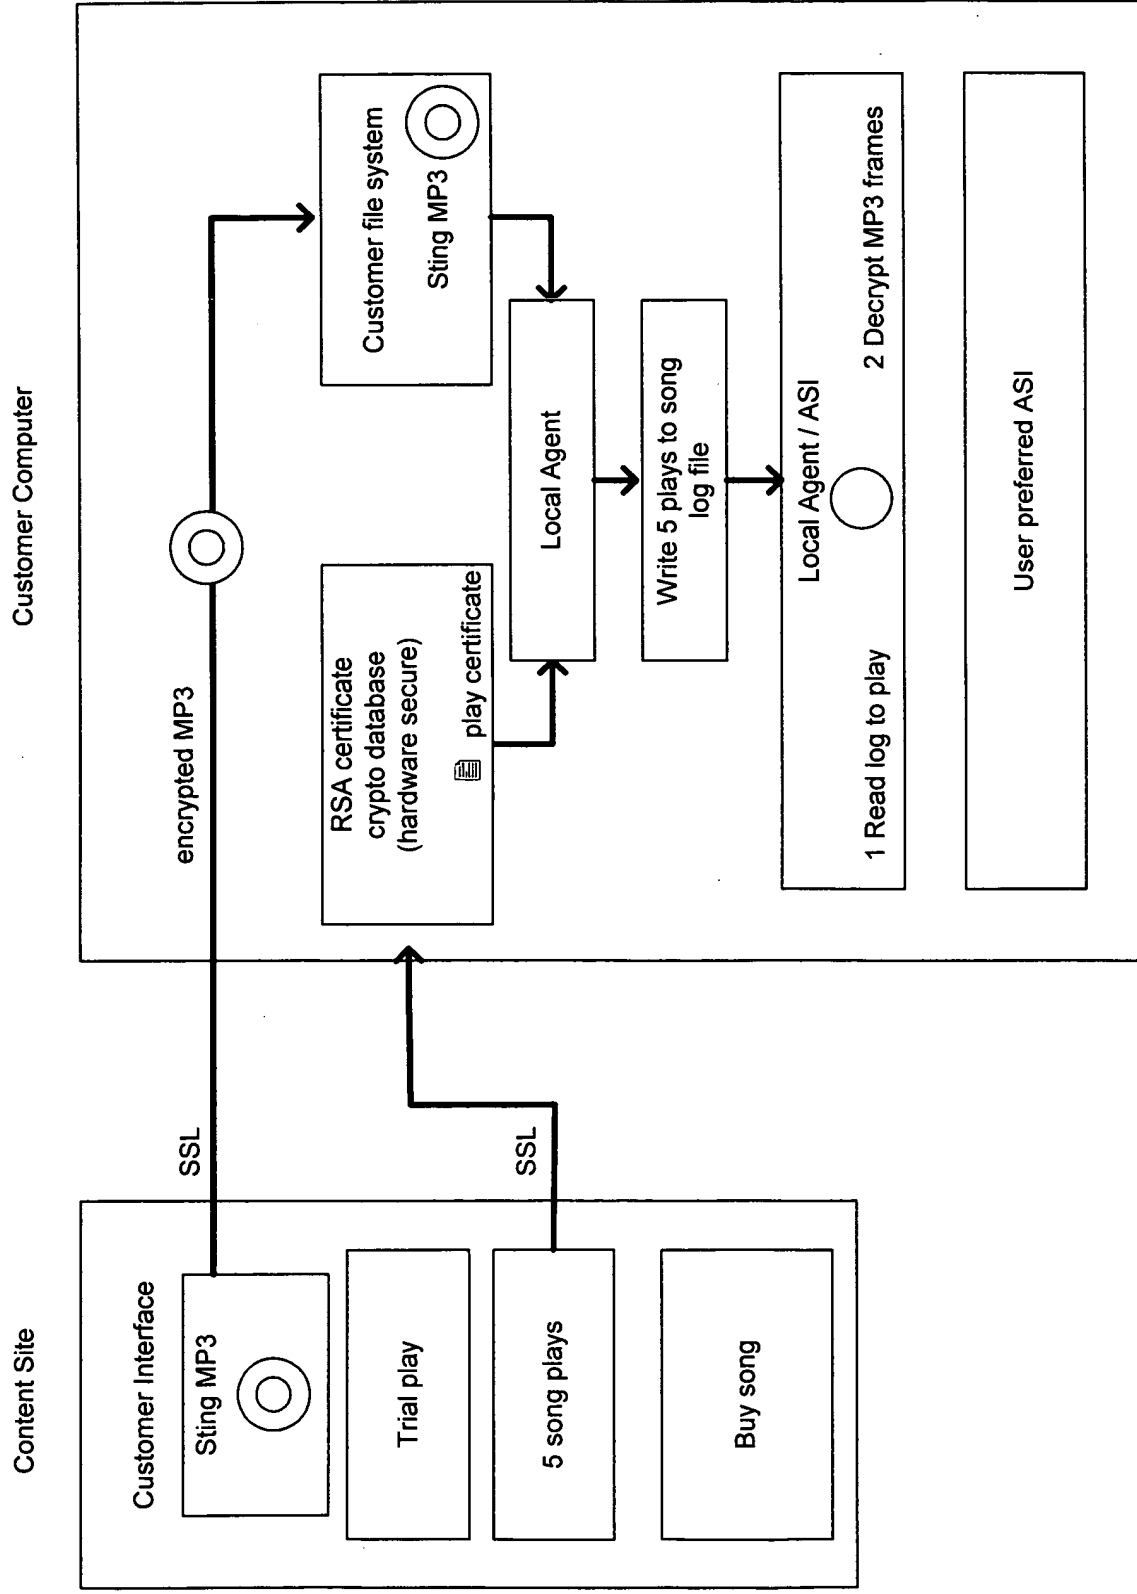 Content Site
Customer Interface
Sting MP3
Trial play
5 song plays
Buy song
SSL
SSL
Customer Computer
encrypted MP3
RSA certificate
crypto database
(hardware secure)
play certificate
Customer file system
Sting MP3
Local Agent
Write 5 plays to song
log file
Local Agent / ASI
1 Read log to play
2 Decrypt MP3 frames
User preferred ASI